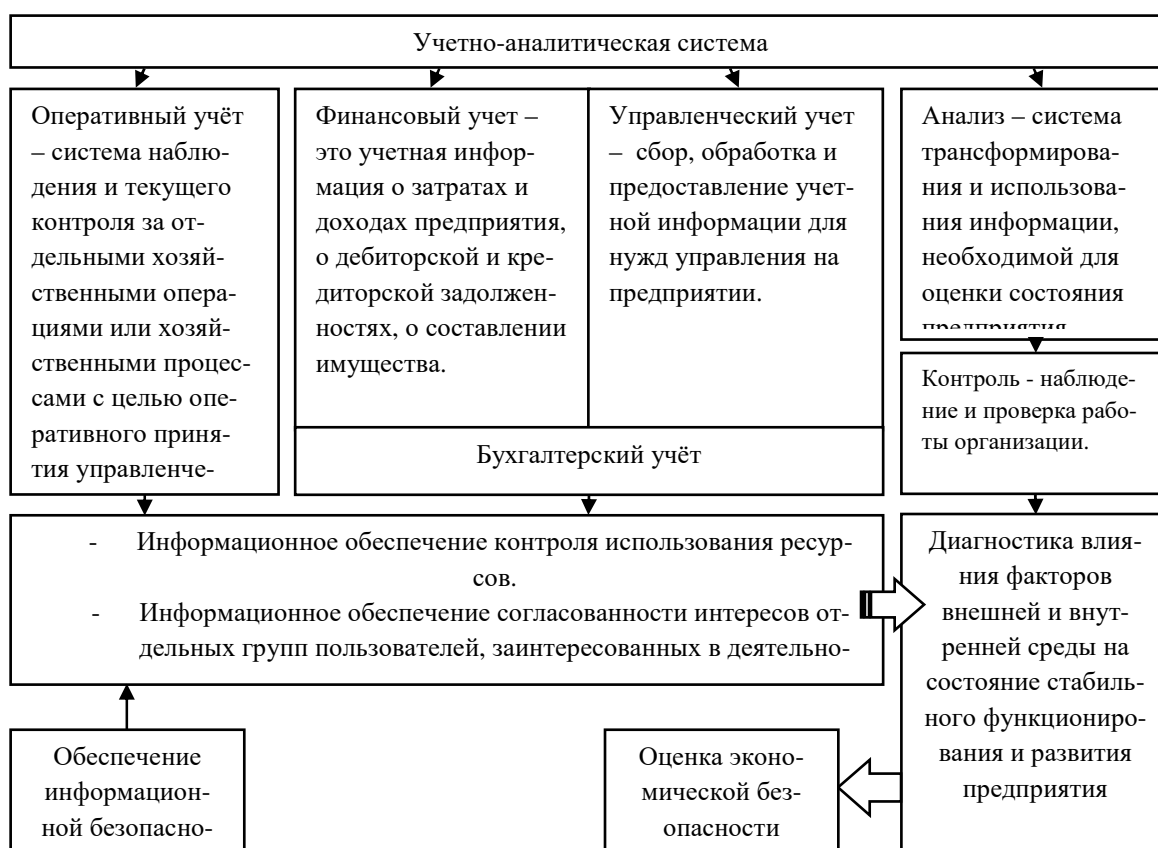 Учетно-аналитическая система
Оперативный учёт
– система наблю-
дения и текущего
контроля за от-
дельными хозяй-
ственными опера-
циями или хозяй-
ственными процес-
сами с целью опе-
ративного приня-
тия управленче-
Финансовый учет –
это учетная инфор-
мация о затратах и
доходах предприятия,
о дебиторской и кре-
диторской задолжен-
ностях, о составлении
имущества.
Управленческий учет
– сбор, обработка и
предоставление учет-
ной информации для
нужд управления на
предприятии.
Бухгалтерский учёт
Анализ – система
трансформирова-
ния и использова-
ния информации,
необходимой для
оценки состояния
предприятия
Контроль - наблюде-
ние и проверка рабо-
ты организации.
- Информационное обеспечение контроля использования ресур-
сов.
- Информационное обеспечение согласованности интересов от-
дельных групп пользователей, заинтересованных в деятельно-
Диагностика влия-
ния факторов
внешней и внут-
ренней среды на
состояние стабиль-
ного функциониро-
вания и развития
предприятия
Обеспечение
информацион-
ной безопасно-
Оценка эконо-
мической без-
опасности